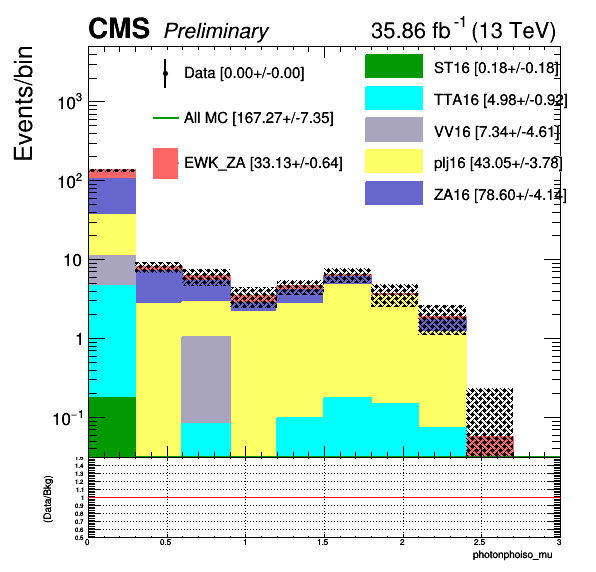 CMS Preliminary 35.86 fb⁻¹ (13 TeV)
Events/bin
Data [0.00+/-0.00]
All MC [167.27+/-7.35]
EWK_ZA [33.13+/-0.64]
ST16 [0.18+/-0.18]
TTA16 [4.98+/-0.92]
VV16 [7.34+/-4.61]
plj16 [43.05+/-3.78]
ZA16 [78.60+/-4.14]
10³
10²
10
1
10⁻¹
(Data/Bkg)
1.5
1.4
1.3
1.2
1.1
1
0.9
0.8
0.7
0.6
0.5
0 0.5 1 1.5 2 2.5 3
photonphoiso_mu